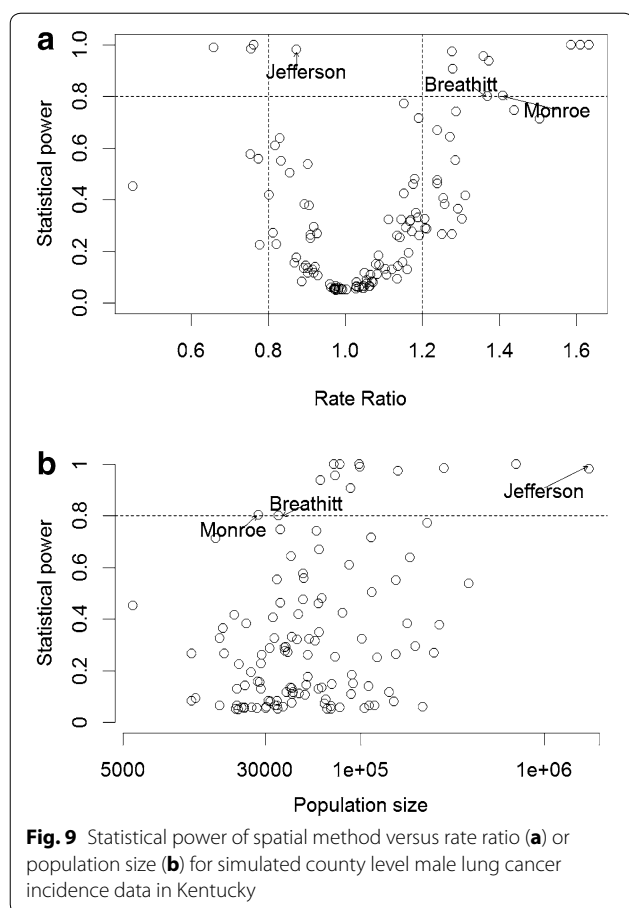 a
1.0
0.8
0.6
0.4
0.2
0.0
Statistical power
Jefferson
Breathitt
Monroe
0.6 0.8 1.0 1.2 1.4 1.6
Rate Ratio
b
1
0.8
0.6
0.4
0.2
0
Statistical power
Jefferson
Breathitt
Monroe
5000 30000 1e+05 1e+06
Population size
Fig. 9 Statistical power of spatial method versus rate ratio (a) or
population size (b) for simulated county level male lung cancer
incidence data in Kentucky